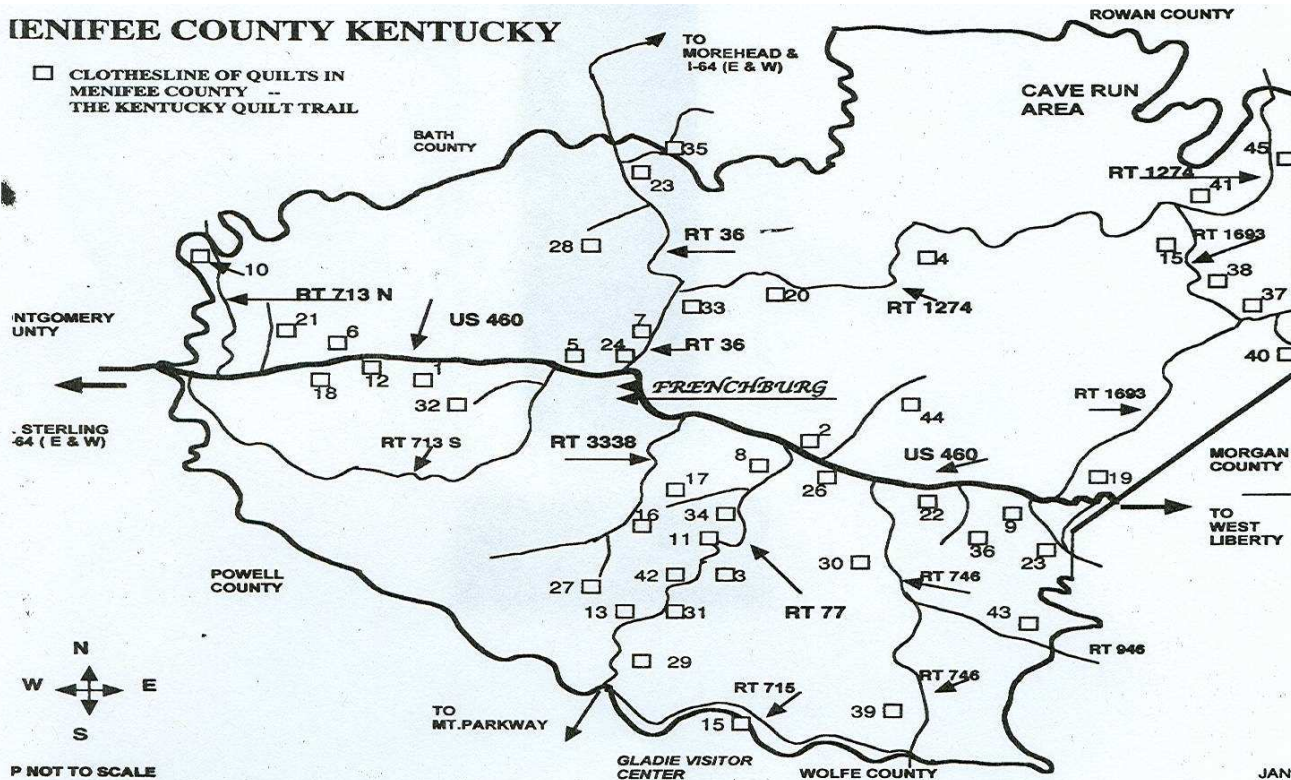 ENIFEE COUNTY KENTUCKY
CLOTHESLINE OF QUILTS IN
MENIFEE COUNTY --
THE KENTUCKY QUILT TRAIL
ROWAN COUNTY
TO
MOREHEAD &
I-64 (E & W)
CAVE RUN
AREA
BATH
COUNTY
35
23
45
RT 1274
41
28
RT 36
4
15
RT 1693
10
38
RT 713 N
20
37
33
RT 1274
NTGOMERY
UNTY
21
6
US 460
7
5
24
RT 36
40
12
1
18
FRENCHBURG
32
44
RT 1693
. STERLING
-64 ( E & W)
RT 713 S
RT 3338
2
8
US 460
MORGAN
COUNTY
26
19
17
22
9
TO
WEST
LIBERTY
34
16
11
36
23
30
POWELL
COUNTY
42
3
RT 746
27
RT 77
13
31
43
RT 946
N
W
E
S
29
RT 746
RT 715
TO
MT.PARKWAY
15
39
GLADIE VISITOR
CENTER
WOLFE COUNTY
P NOT TO SCALE
JAN